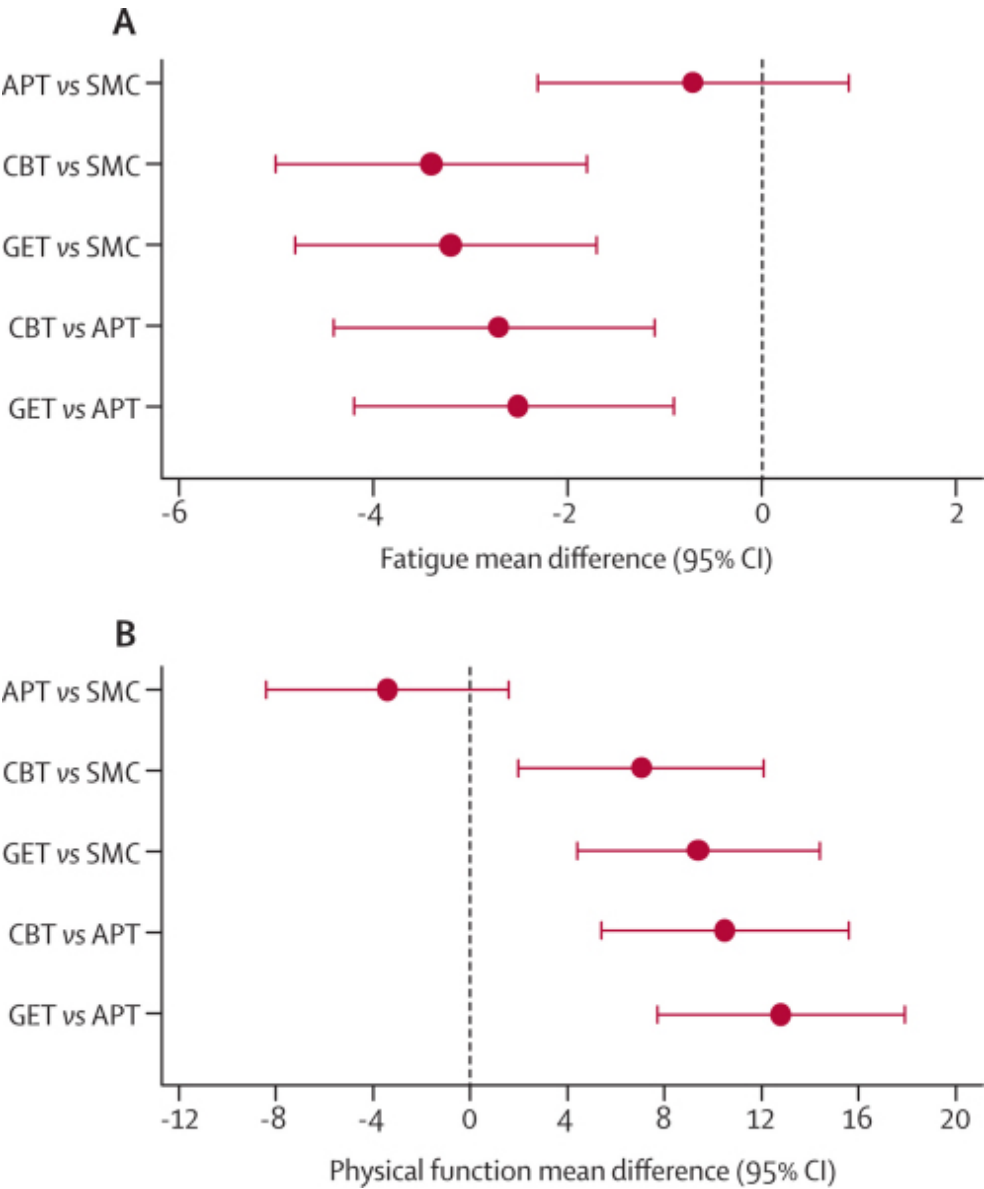 A
APT vs SMC
CBT vs SMC
GET vs SMC
CBT vs APT
GET vs APT
-6 -4 -2 0 2
Fatigue mean difference (95% CI)
B
APT vs SMC
CBT vs SMC
GET vs SMC
CBT vs APT
GET vs APT
-12 -8 -4 0 4 8 12 16 20
Physical function mean difference (95% CI)